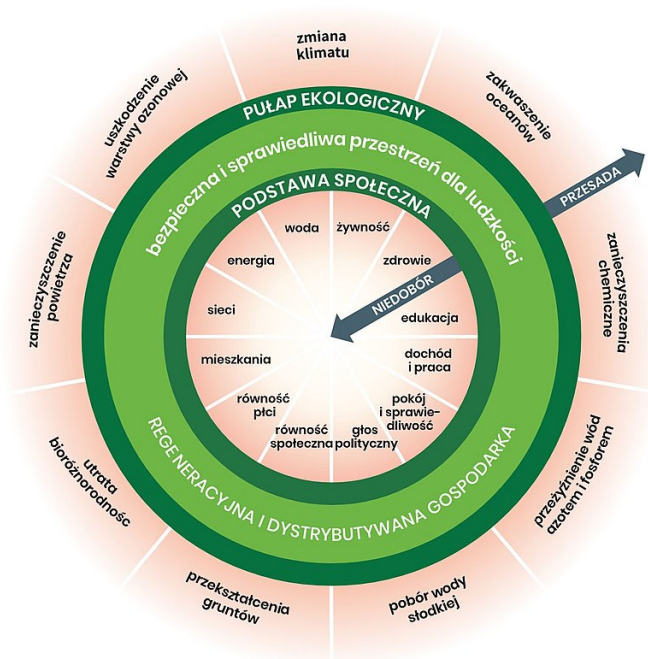 zmiana
klimatu
zakwaszenie
oceanów
zanieczyszczenia
chemiczne
przeżyźnienie wód
azotem i fosforem
pobór wody
słodkiej
przekształcenia
gruntów
utrata
bioróżnorodnośc
zanieczyszczenie
powietrza
uszkodzenie
warstwy ozonowej
PUŁAP EKOLOGICZNY
bezpieczna i sprawiedliwa przestrzeń dla ludzkości
PODSTAWA SPOŁECZNA
PRZESADA
NIEDOBÓR
woda
żywność
zdrowie
edukacja
dochód
i praca
pokój
i sprawie-
dliwość
głos
polityczny
równość
społeczna
równość
płci
mieszkania
sieci
energia
REGENERACYJNA I DYSTRYBUTYWANA GOSPODARKA